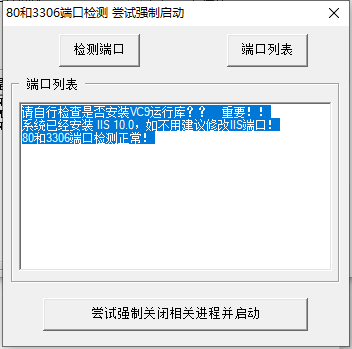 80和3306端口检测 尝试强制启动
检测端口
端口列表
端口列表
请自行检查是否安装VC9运行库？？ 重要！！
系统已经安装 IIS 10.0，如不用建议修改IIS端口！
80和3306端口检测正常！
尝试强制关闭相关进程并启动